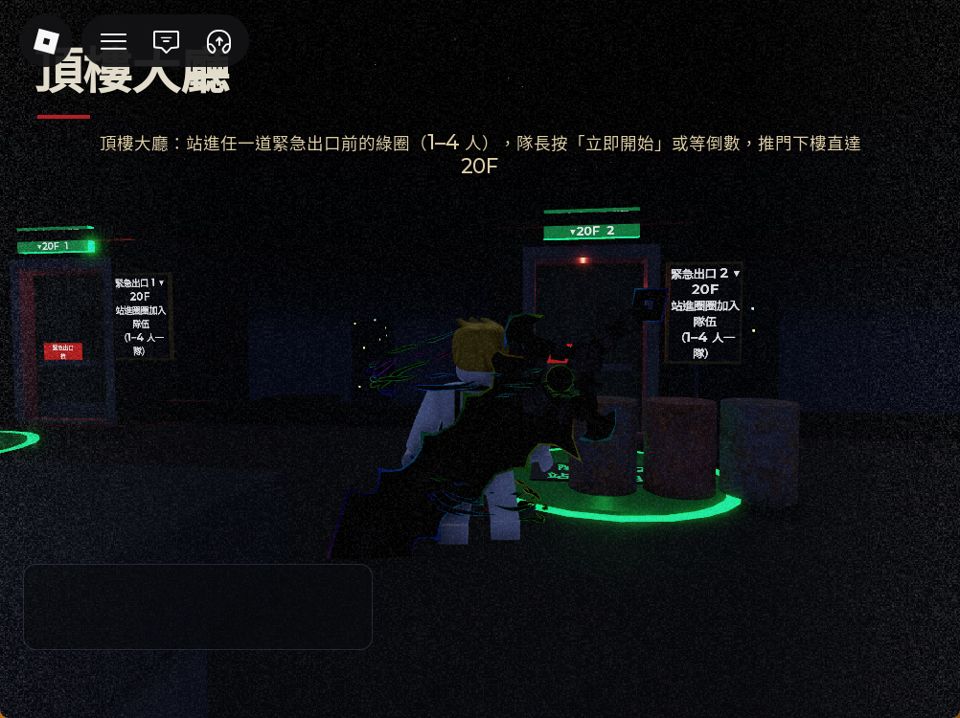 頂樓大廳
頂樓大廳：站進任一道緊急出口前的綠圈（1–4 人），隊長按「立即開始」或等倒數，推門下樓直達
20F
▼20F 1
緊急出口 1 ▼
20F
站進圈圈加入
隊伍
（1–4 人一
隊）
緊急出口
▼20F 2
緊急出口 2 ▼
20F
站進圈圈加入
隊伍
（1–4 人一
隊）